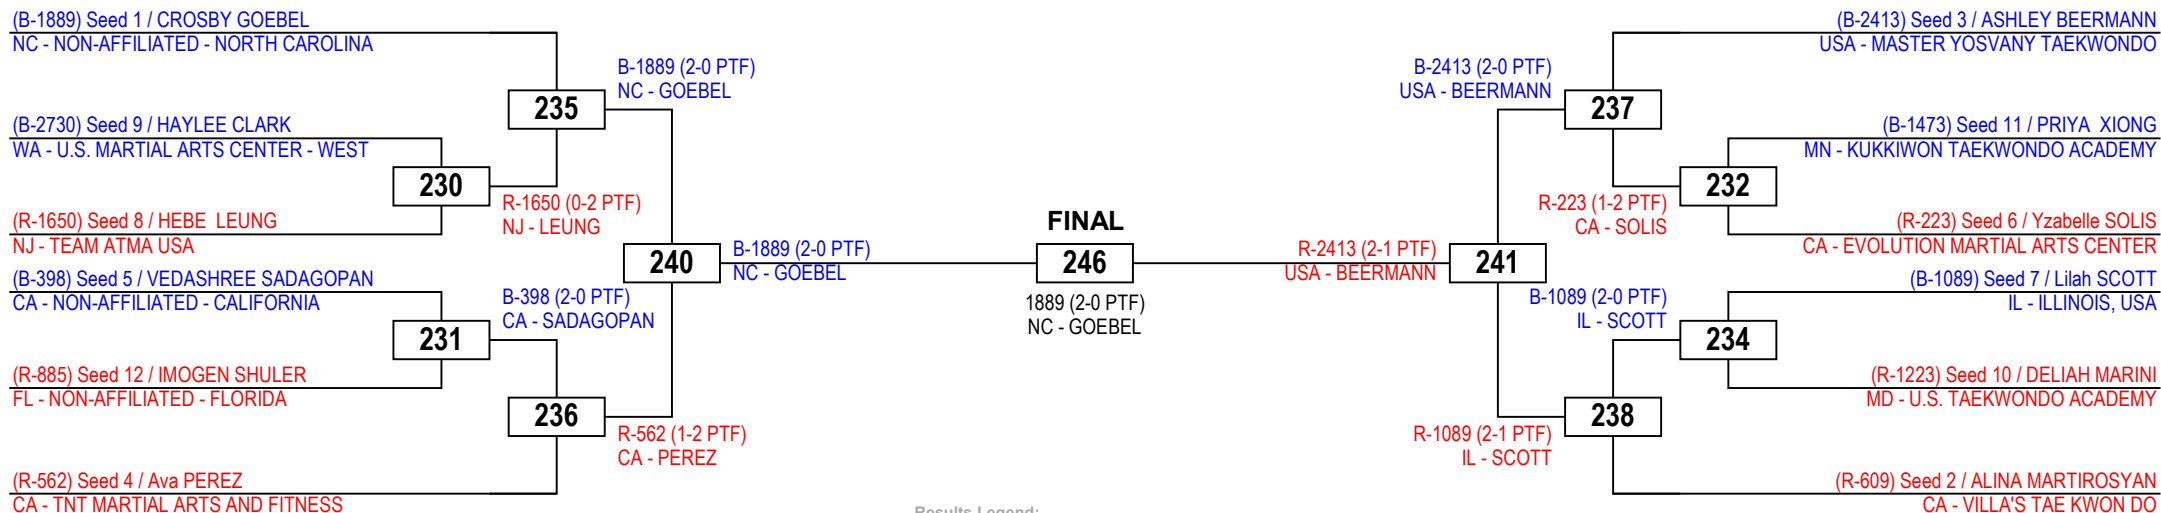 (B-1889) Seed 1 / CROSBY GOEBEL
NC - NON-AFFILIATED - NORTH CAROLINA
(B-2730) Seed 9 / HAYLEE CLARK
WA - U.S. MARTIAL ARTS CENTER - WEST
(R-1650) Seed 8 / HEBE  LEUNG
NJ - TEAM ATMA USA
(B-398) Seed 5 / VEDASHREE SADAGOPAN
CA - NON-AFFILIATED - CALIFORNIA
(R-885) Seed 12 / IMOGEN SHULER
FL - NON-AFFILIATED - FLORIDA
(R-562) Seed 4 / Ava PEREZ
CA - TNT MARTIAL ARTS AND FITNESS
230
231
235
R-1650 (0-2 PTF)
NJ - LEUNG
B-398 (2-0 PTF)
CA - SADAGOPAN
236
B-1889 (2-0 PTF)
NC - GOEBEL
240
R-562 (1-2 PTF)
CA - PEREZ
B-1889 (2-0 PTF)
NC - GOEBEL
FINAL
246
1889 (2-0 PTF)
NC - GOEBEL
Results Legend:
R-2413 (2-1 PTF)
USA - BEERMANN
B-2413 (2-0 PTF)
USA - BEERMANN
241
R-1089 (2-1 PTF)
IL - SCOTT
237
R-223 (1-2 PTF)
CA - SOLIS
B-1089 (2-0 PTF)
IL - SCOTT
238
232
234
(B-2413) Seed 3 / ASHLEY BEERMANN
USA - MASTER YOSVANY TAEKWONDO
(B-1473) Seed 11 / PRIYA  XIONG
MN - KUKKIWON TAEKWONDO ACADEMY
(R-223) Seed 6 / Yzabelle SOLIS
CA - EVOLUTION MARTIAL ARTS CENTER
(B-1089) Seed 7 / Lilah SCOTT
IL - ILLINOIS, USA
(R-1223) Seed 10 / DELIAH MARINI
MD - U.S. TAEKWONDO ACADEMY
(R-609) Seed 2 / ALINA MARTIROSYAN
CA - VILLA'S TAE KWON DO